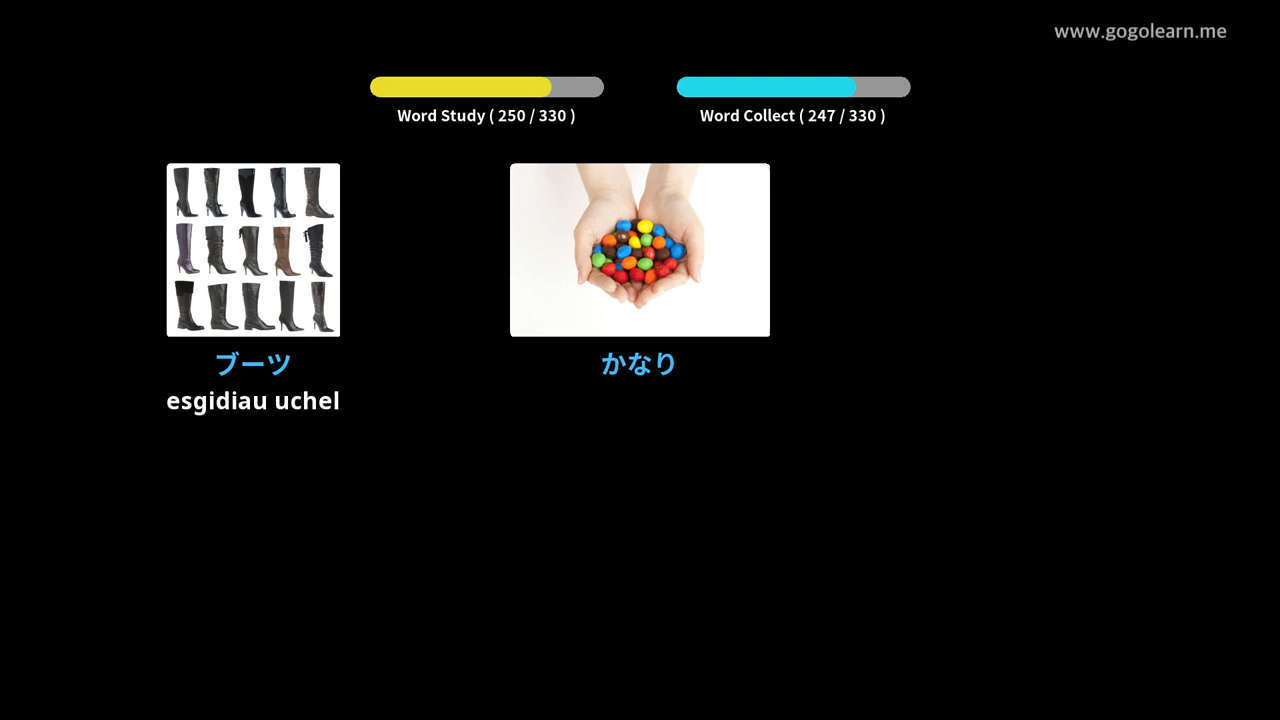 www.gogolearn.me
Word Study ( 250 / 330 )
Word Collect ( 247 / 330 )
ブーツ
esgidiau uchel
かなり